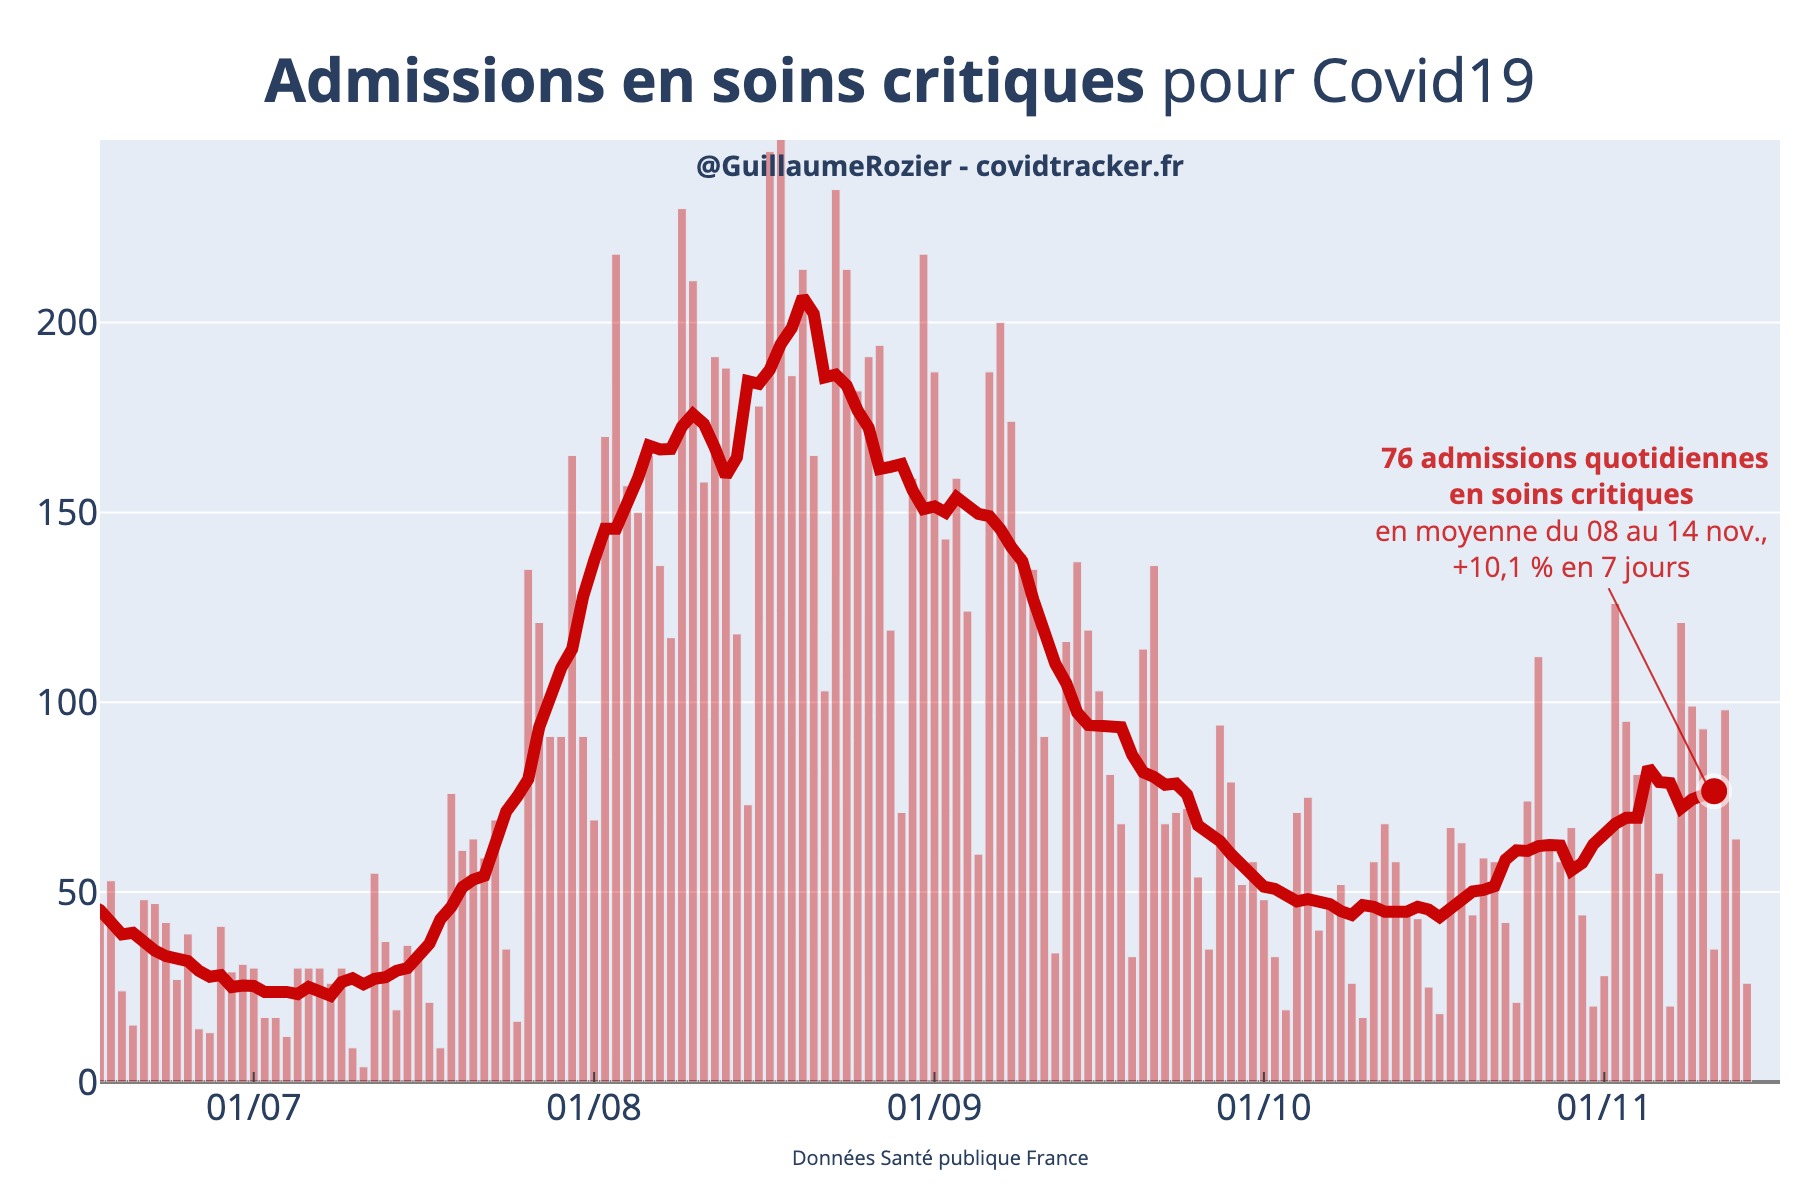 Admissions en soins critiques pour Covid19
@GuillaumeRozier - covidtracker.fr
200
150
100
50
0
76 admissions quotidiennes
en soins critiques
en moyenne du 08 au 14 nov.,
+10,1 % en 7 jours
01/07
01/08
01/09
01/10
01/11
Données Santé publique France